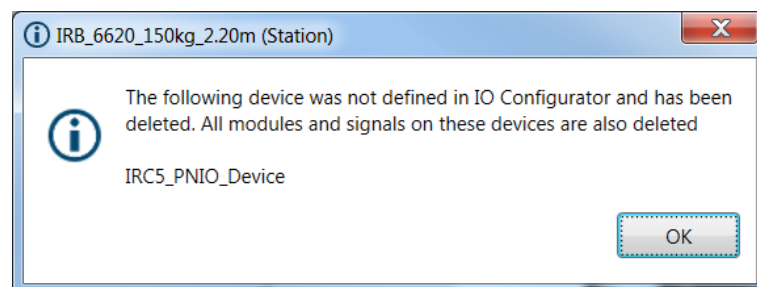 IRB_6620_150kg_2.20m (Station)
The following device was not defined in IO Configurator and has been
deleted. All modules and signals on these devices are also deleted
IRC5_PNIO_Device
OK